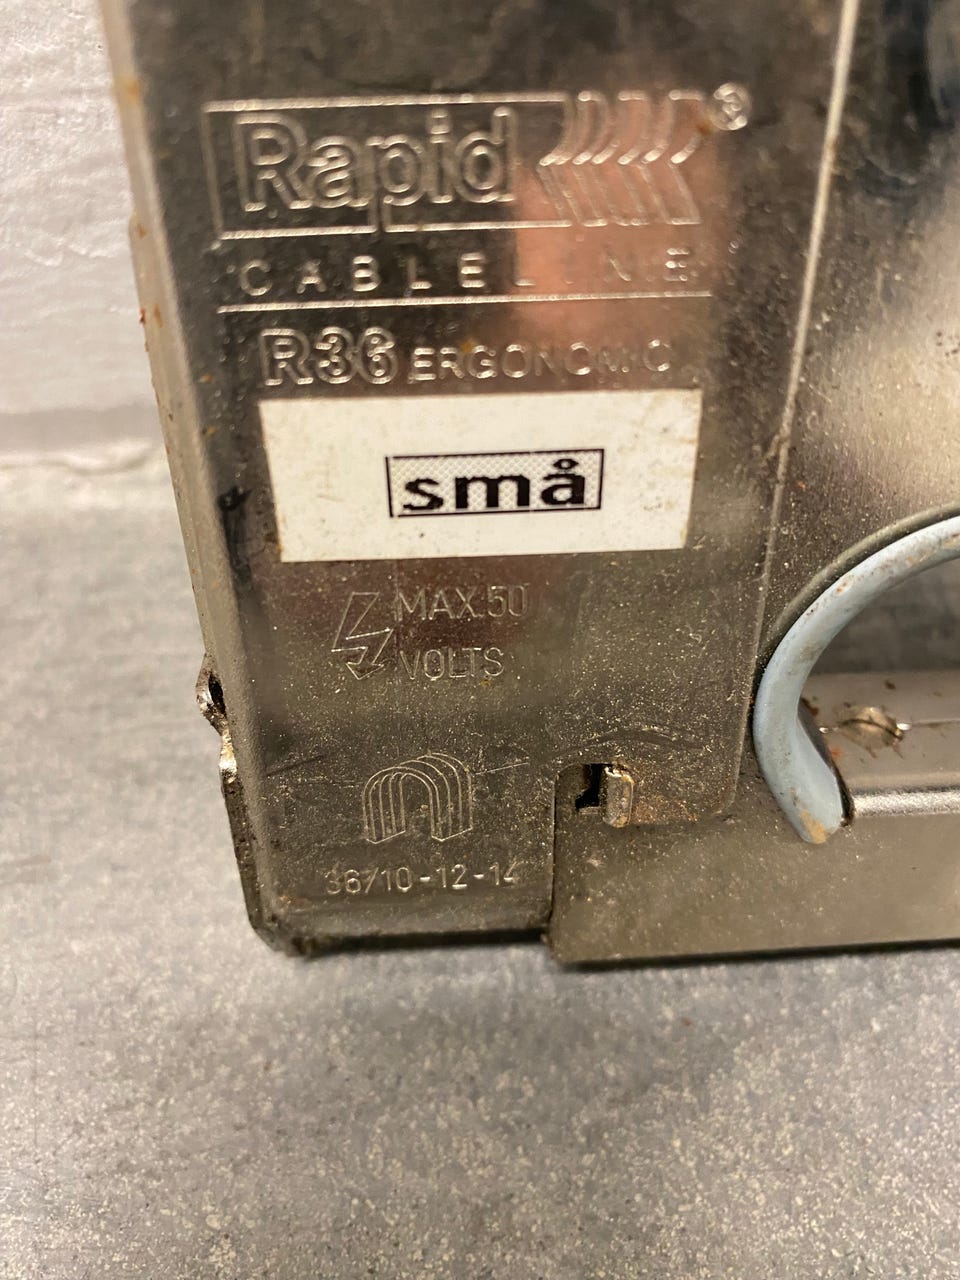 Rapid ®
CABLELINE
R36 ERGONOMIC
små
MAX.50
VOLTS
36/10-12-14